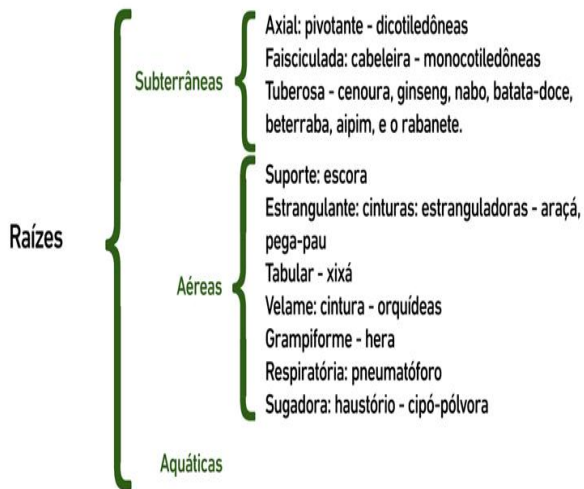 Raízes
Subterrâneas
Axial: pivotante - dicotiledôneas
Faisciculada: cabeleira - monocotiledôneas
Tuberosa - cenoura, ginseng, nabo, batata-doce,
beterraba, aipim, e o rabanete.
Aéreas
Suporte: escora
Estrangulante: cinturas: estranguladoras - araçá,
pega-pau
Tabular - xixá
Velame: cintura - orquídeas
Grampiforme - hera
Respiratória: pneumatóforo
Sugadora: haustório - cipó-pólvora
Aquáticas